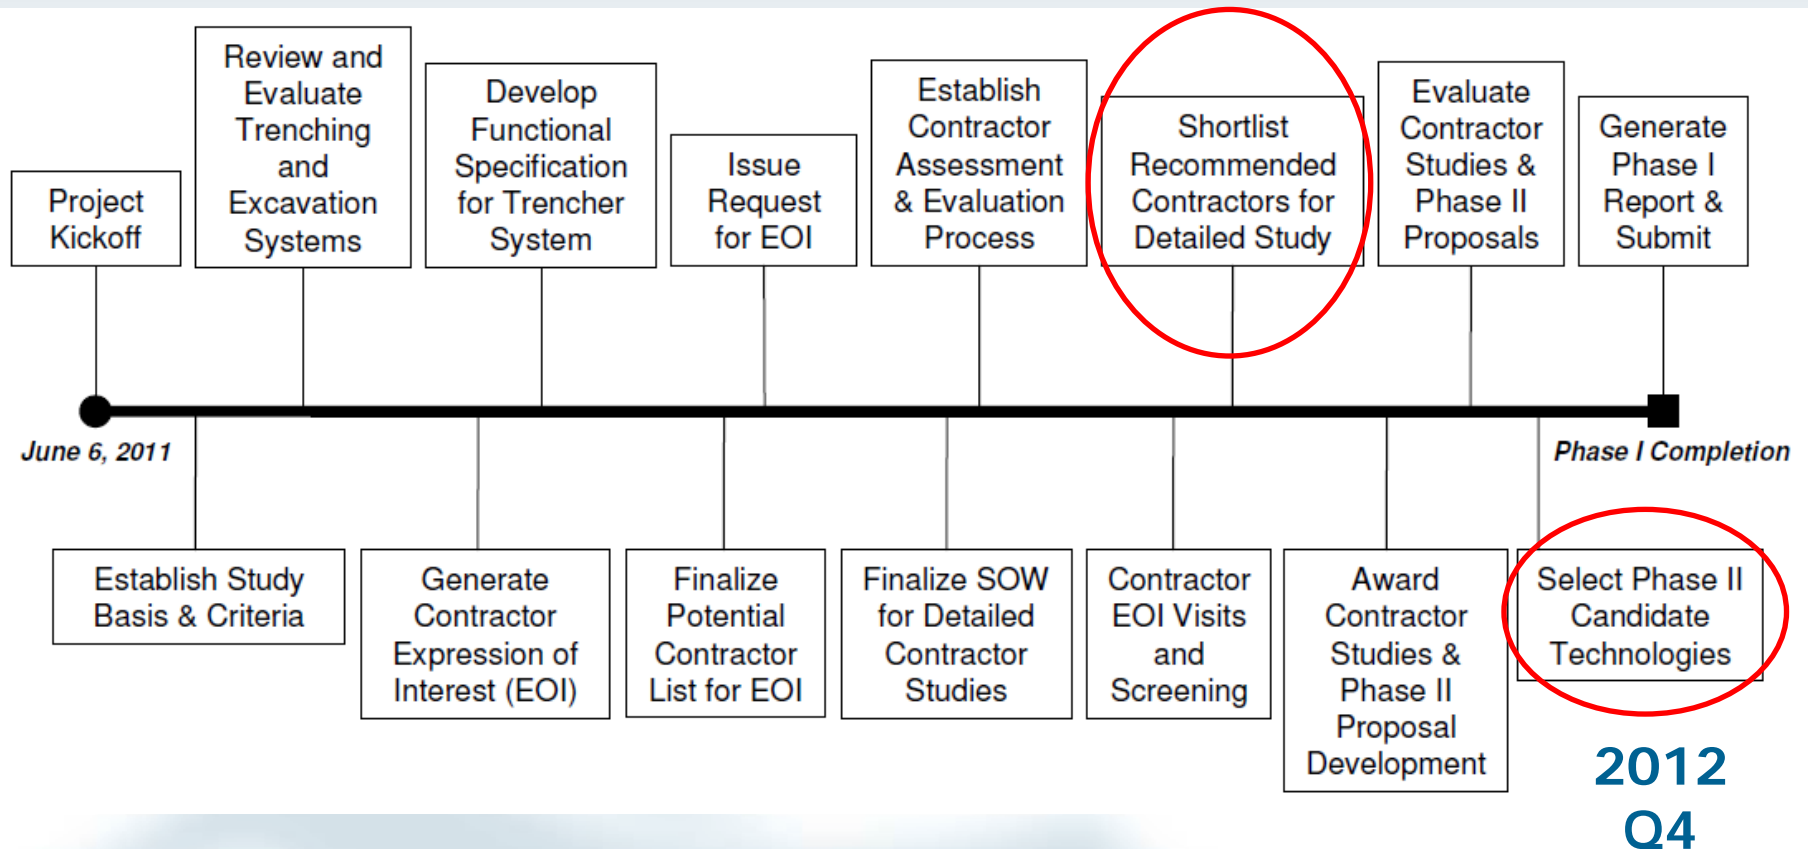 Project
Kickoff
Review and
Evaluate
Trenching
and
Excavation
Systems
Develop
Functional
Specification
for Trencher
System
Issue
Request
for EOI
Establish
Contractor
Assessment
& Evaluation
Process
Shortlist
Recommended
Contractors for
Detailed Study
Evaluate
Contractor
Studies &
Phase II
Proposals
Generate
Phase I
Report &
Submit
June 6, 2011
Phase I Completion
Establish Study
Basis & Criteria
Generate
Contractor
Expression of
Interest (EOI)
Finalize
Potential
Contractor
List for EOI
Finalize SOW
for Detailed
Contractor
Studies
Contractor
EOI Visits
and
Screening
Award
Contractor
Studies &
Phase II
Proposal
Development
Select Phase II
Candidate
Technologies
2012
Q4